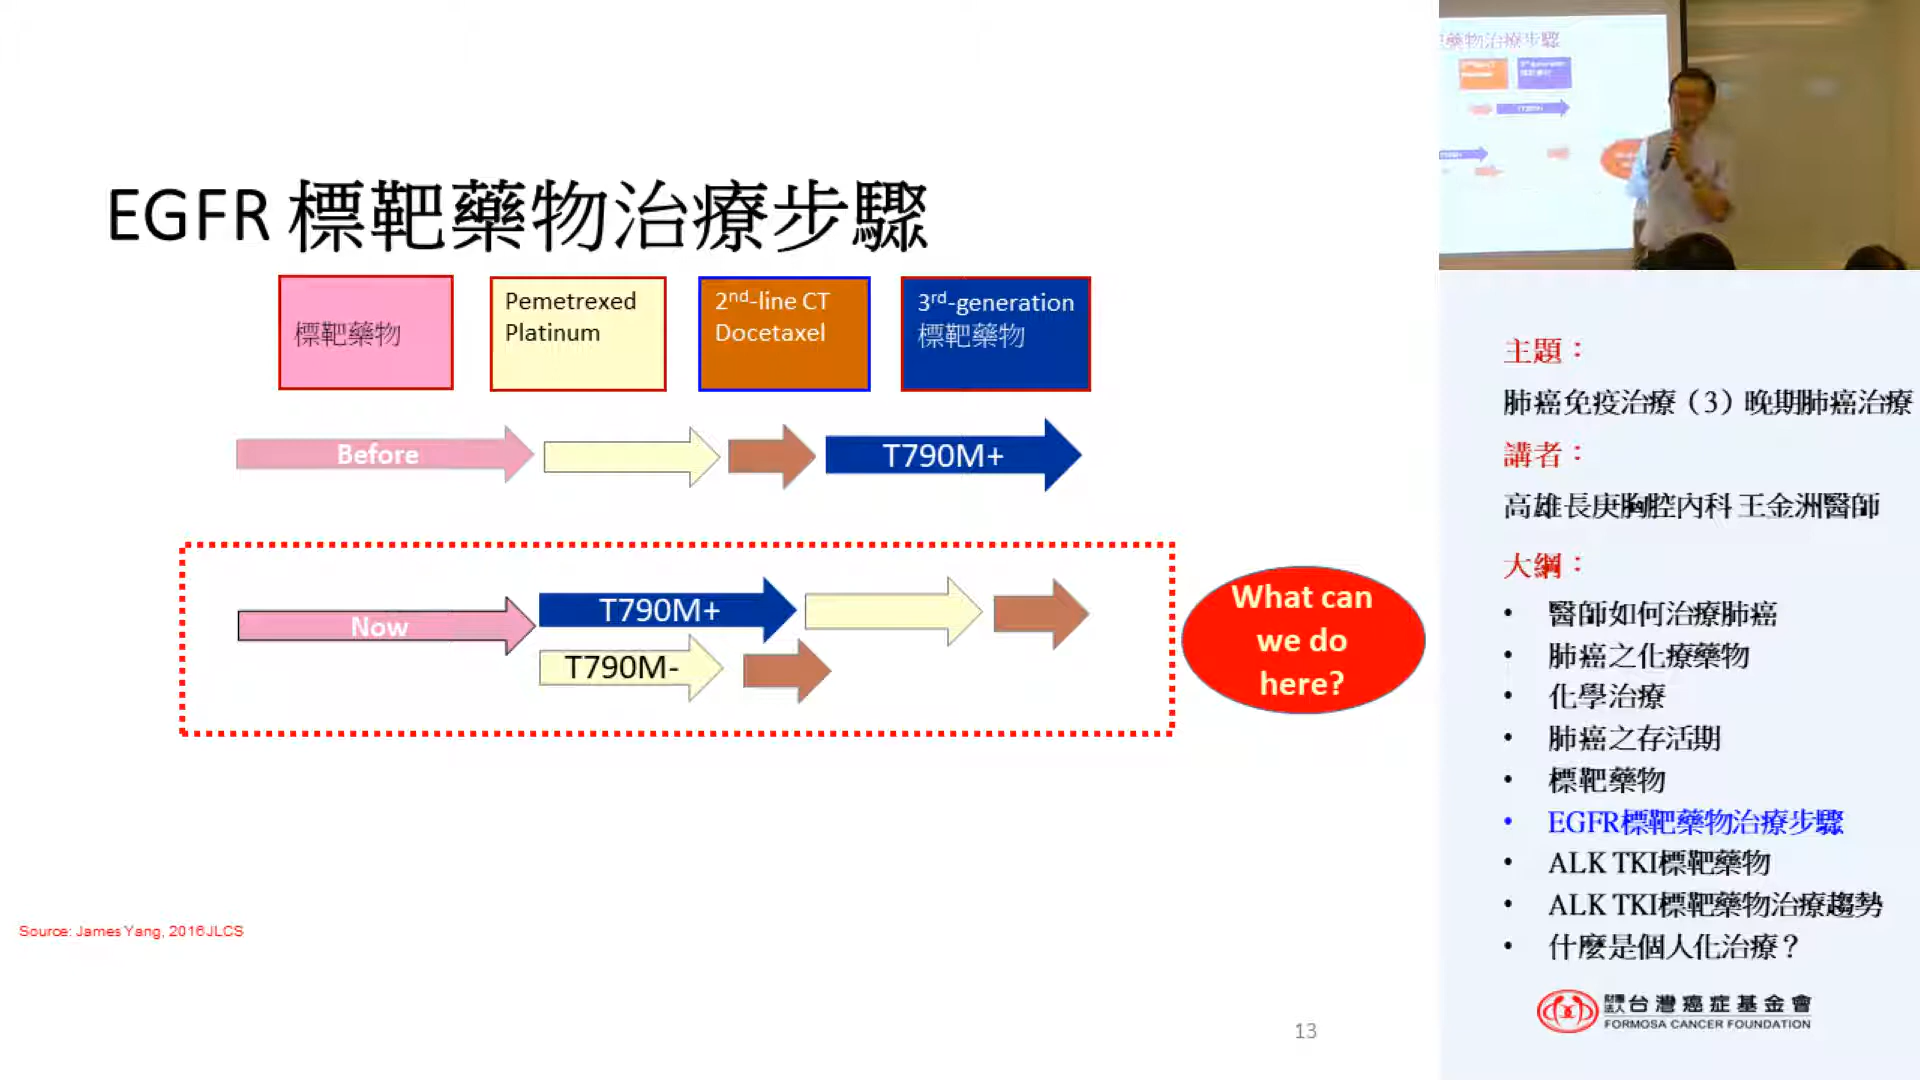 EGFR 標靶藥物治療步驟
標靶藥物
Pemetrexed
Platinum
2nd-line CT
Docetaxel
3rd-generation
標靶藥物
Before
T790M+
Now
T790M+
T790M-
What can
we do
here?
Source: James Yang, 2016JLCS
13
藥物治療步驟
主題：
肺癌免疫治療（3）晚期肺癌治療
講者：
高雄長庚胸腔內科 王金洲醫師
大綱：
• 醫師如何治療肺癌
• 肺癌之化療藥物
• 化學治療
• 肺癌之存活期
• 標靶藥物
• EGFR標靶藥物治療步驟
• ALK TKI標靶藥物
• ALK TKI標靶藥物治療趨勢
• 什麼是個人化治療？
財團法人台灣癌症基金會
FORMOSA CANCER FOUNDATION